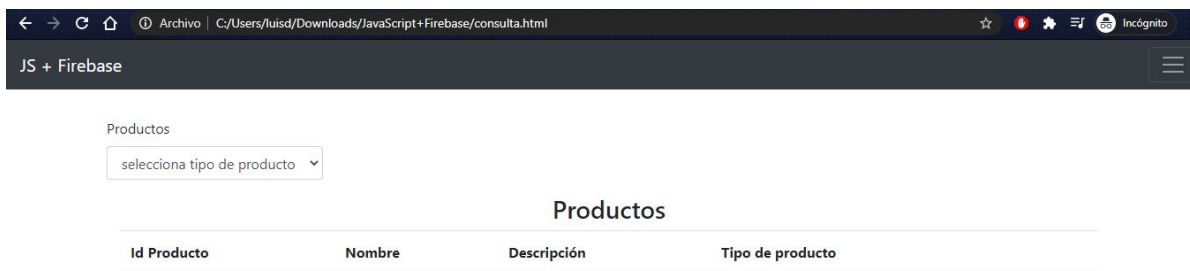 Archivo C:/Users/luisd/Downloads/JavaScript+Firebase/consulta.html Incógnito
JS + Firebase
Productos
selecciona tipo de producto
Productos
Id Producto Nombre Descripción Tipo de producto